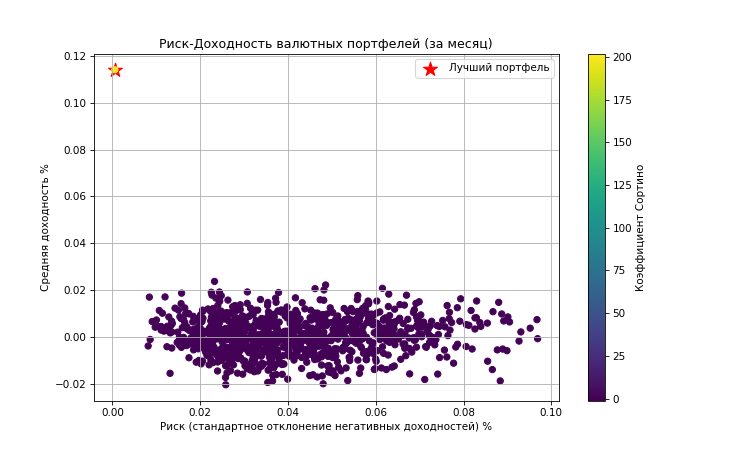 Риск-Доходность валютных портфелей (за месяц)
Лучший портфель
0.12
0.10
0.08
0.06
0.04
0.02
0.00
−0.02
Средняя доходность %
0.00 0.02 0.04 0.06 0.08 0.10
Риск (стандартное отклонение негативных доходностей) %
200
175
150
125
100
75
50
25
0
Коэффициент Сортино